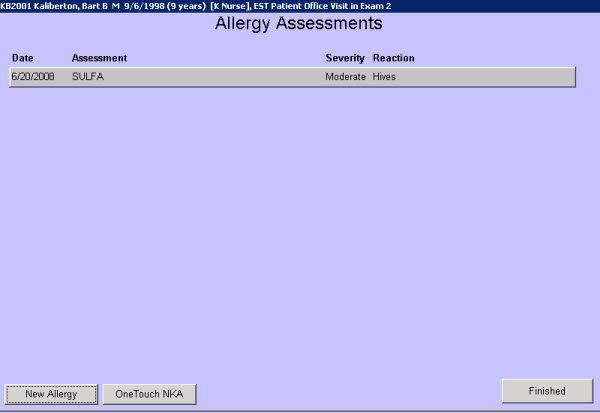 KB2001 Kaliberton, Bart B M 9/6/1998 (9 years) [K Nurse], EST Patient Office Visit in Exam 2
Allergy Assessments
Date Assessment Severity Reaction
6/20/2008 SULFA Moderate Hives
New Allergy OneTouch NKA Finished